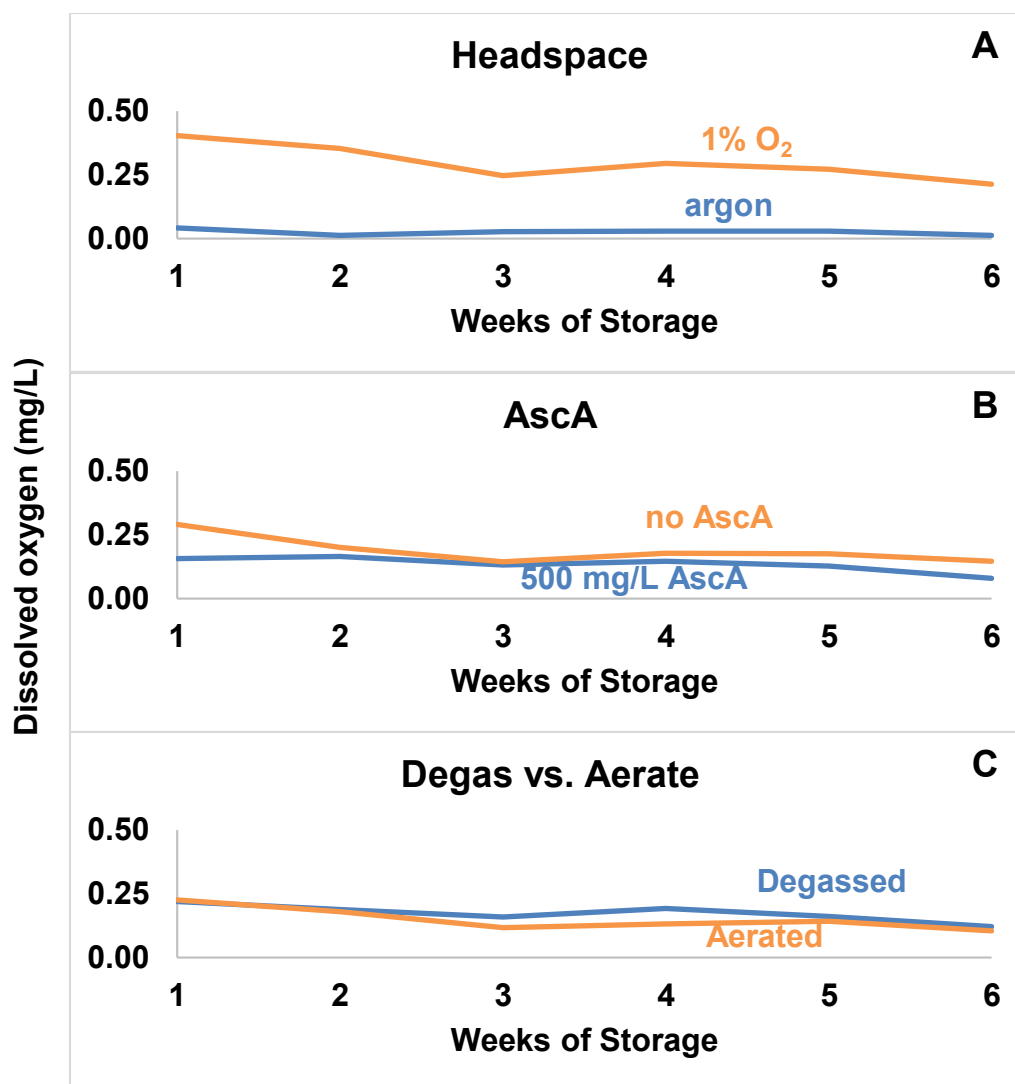 Dissolved oxygen (mg/L)
A
Headspace
0.50
0.25
0.00
1% O₂
argon
1 2 3 4 5 6
Weeks of Storage
B
AscA
0.50
0.25
0.00
no AscA
500 mg/L AscA
1 2 3 4 5 6
Weeks of Storage
C
Degas vs. Aerate
0.50
0.25
0.00
Degassed
Aerated
1 2 3 4 5 6
Weeks of Storage